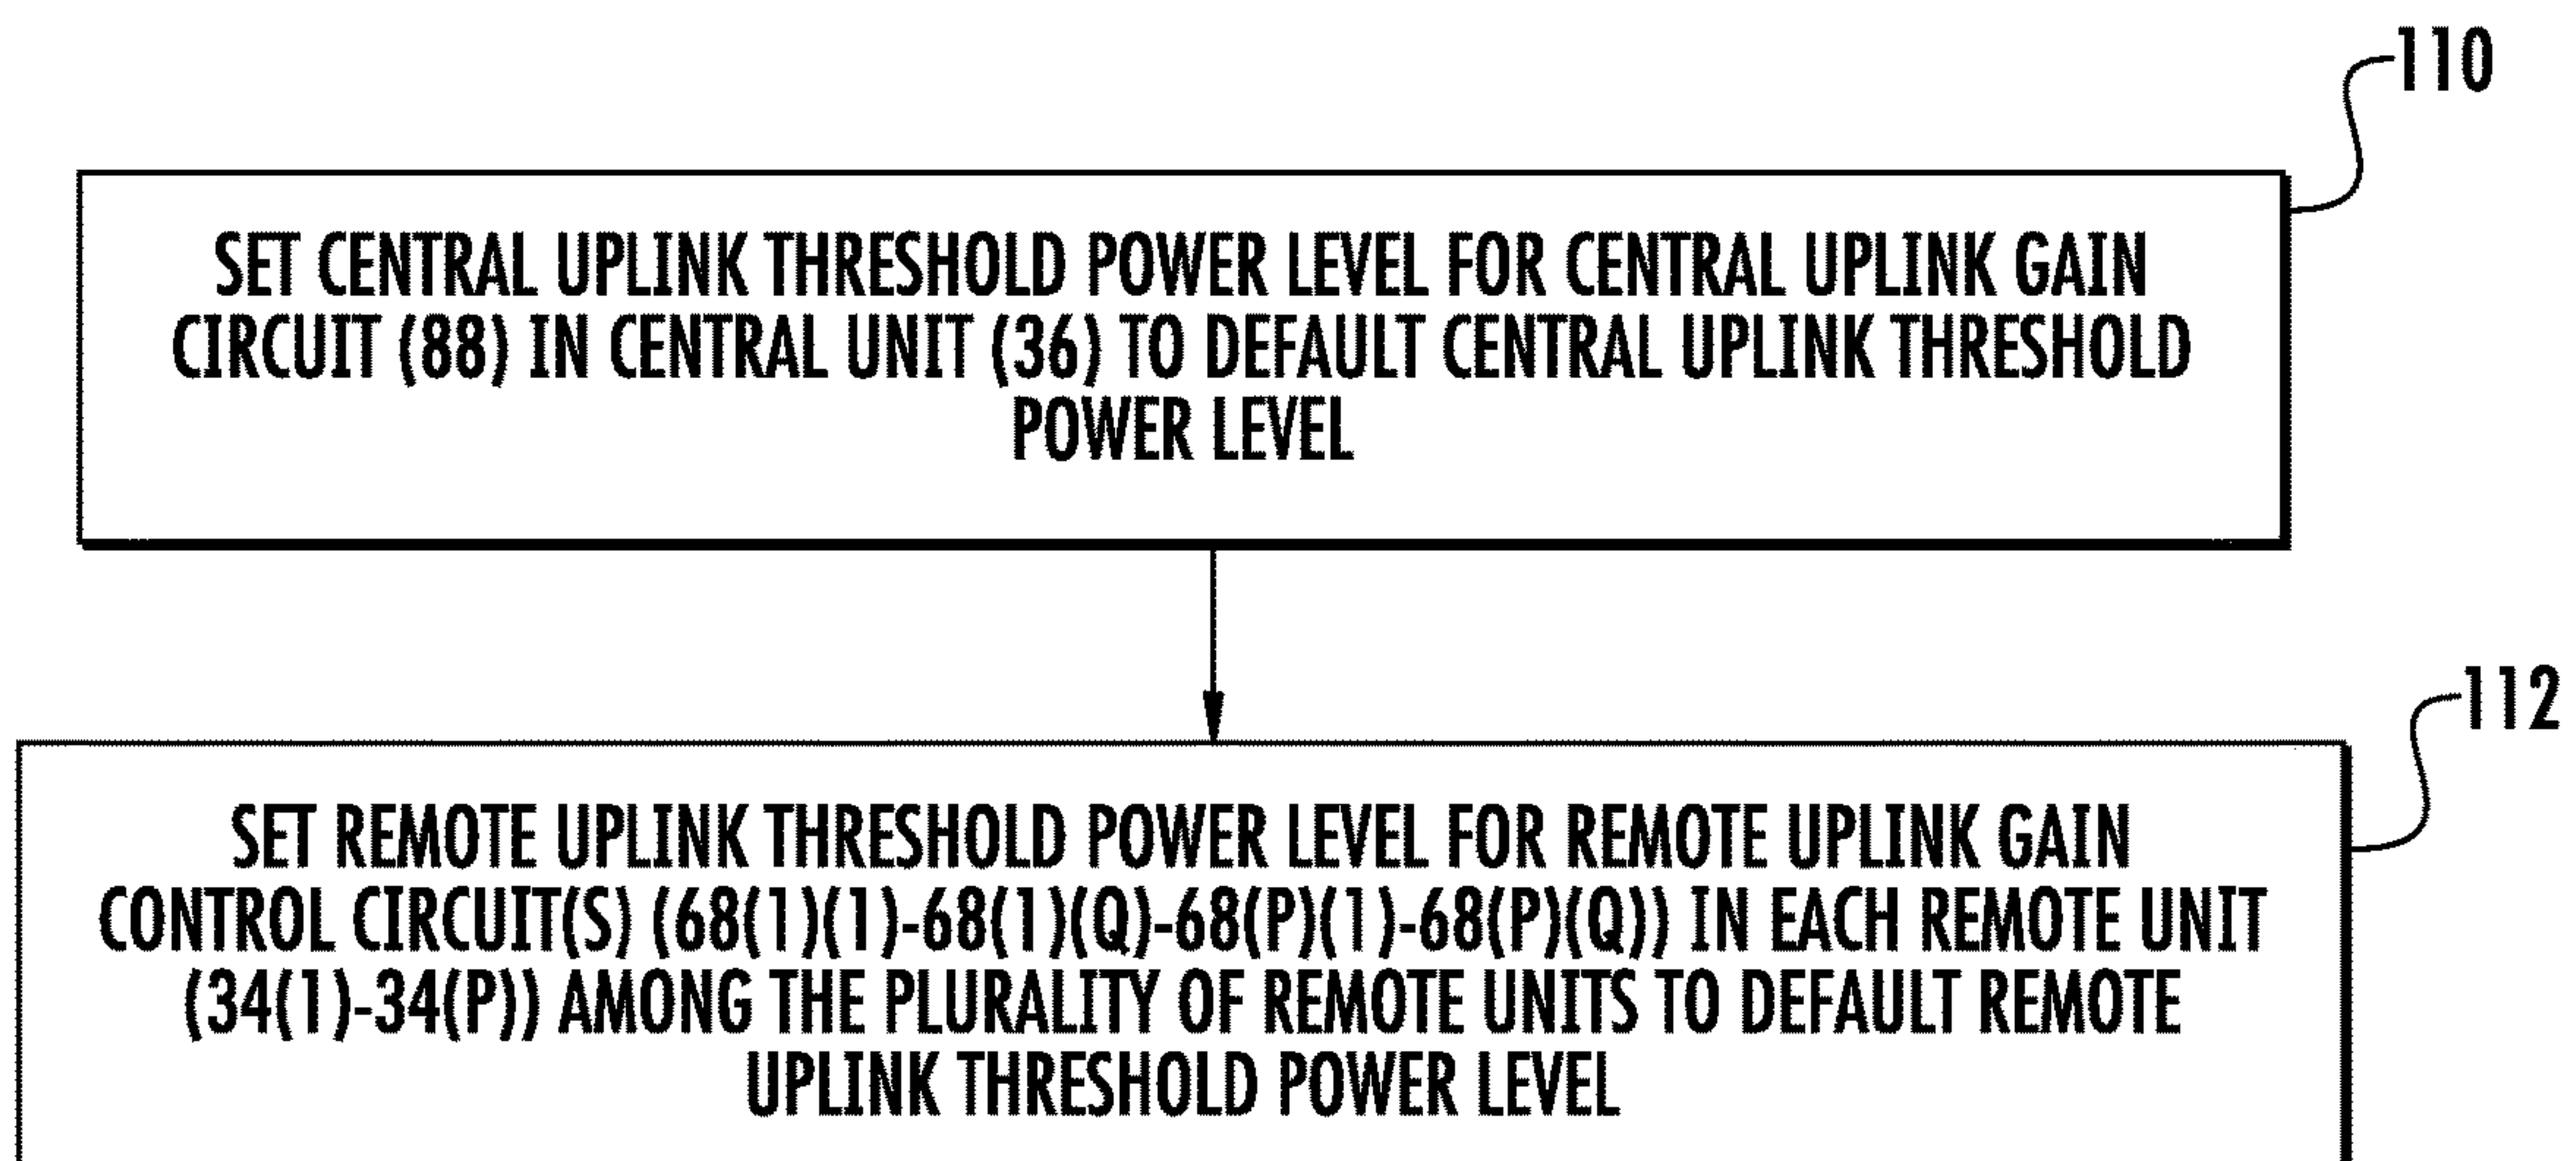 110
SET CENTRAL UPLINK THRESHOLD POWER LEVEL FOR CENTRAL UPLINK GAIN
CIRCUIT (88) IN CENTRAL UNIT (36) TO DEFAULT CENTRAL UPLINK THRESHOLD
POWER LEVEL
112
SET REMOTE UPLINK THRESHOLD POWER LEVEL FOR REMOTE UPLINK GAIN
CONTROL CIRCUIT(S) (68(1)(1)-68(1)(Q)-68(P)(1)-68(P)(Q)) IN EACH REMOTE UNIT
(34(1)-34(P)) AMONG THE PLURALITY OF REMOTE UNITS TO DEFAULT REMOTE
UPLINK THRESHOLD POWER LEVEL